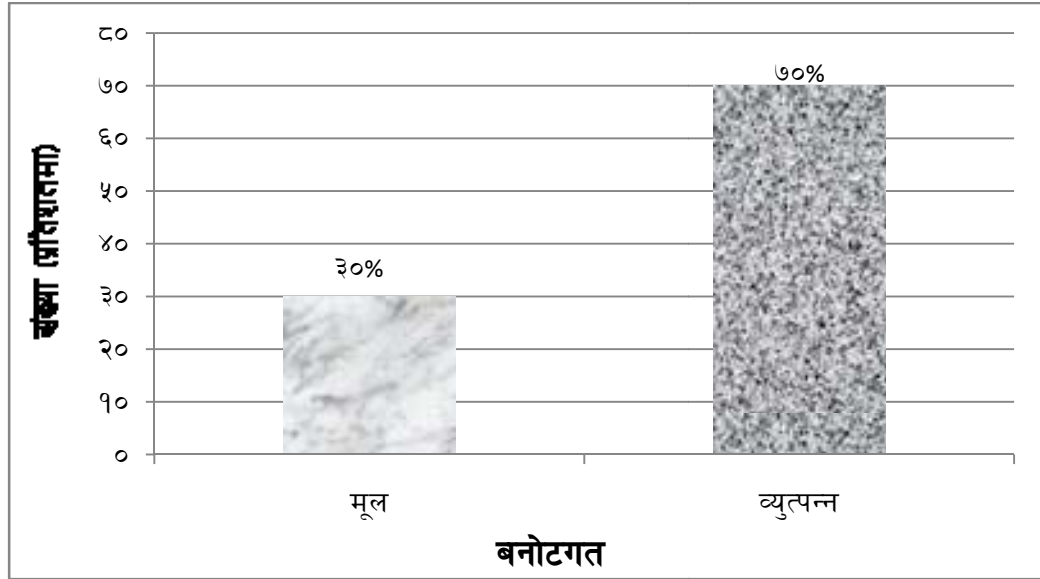 ८०
७०
६०
५०
४०
३०
२०
१०
०
३०%
७०%
संख्या (प्रतिशतमा)
मूल
व्युत्पन्न
बनोटगत